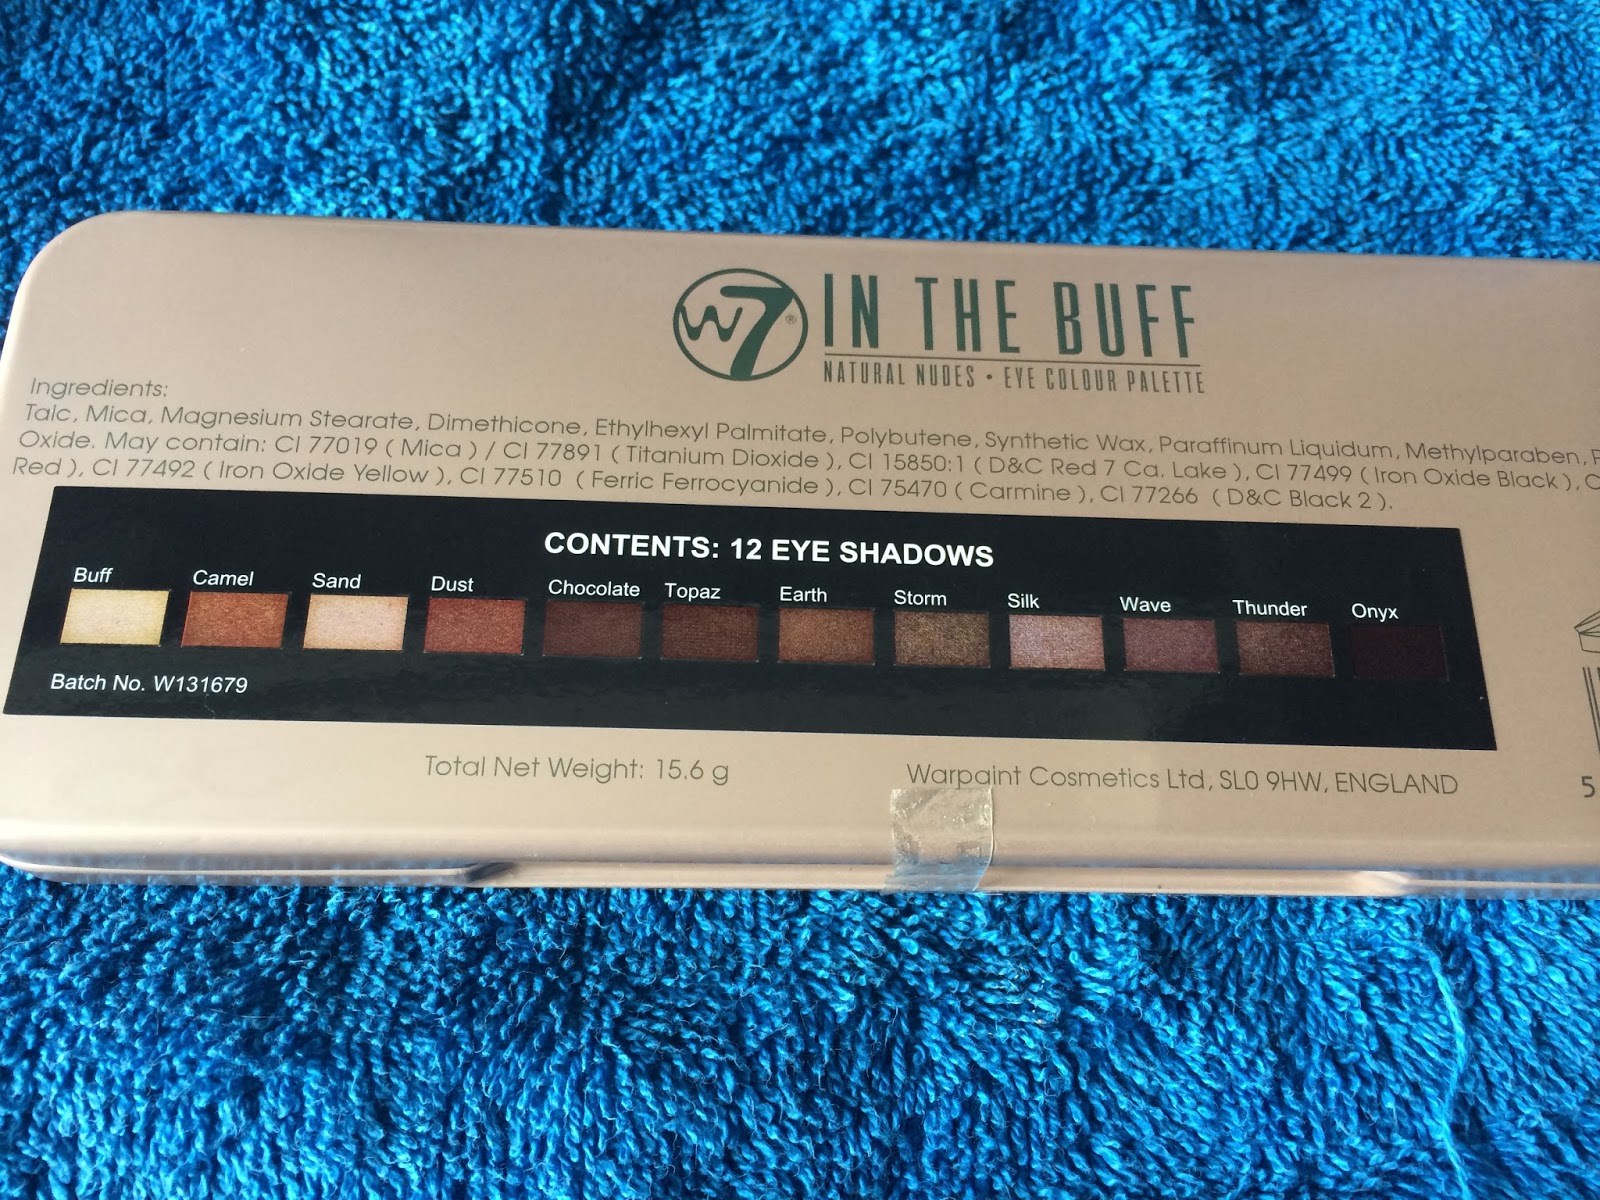 W7® IN THE BUFF
NATURAL NUDES • EYE COLOUR PALETTE
Ingredients:
Talc, Mica, Magnesium Stearate, Dimethicone, Ethylhexyl Palmitate, Polybutene, Synthetic Wax, Paraffinum Liquidum, Methylparaben,
Oxide. May contain: CI 77019 ( Mica ) / CI 77891 ( Titanium Dioxide ), CI 15850:1 ( D&C Red 7 Ca. Lake ), CI 77499 ( Iron Oxide Black ),
Red ), CI 77492 ( Iron Oxide Yellow ), CI 77510 ( Ferric Ferrocyanide ), CI 75470 ( Carmine ), CI 77266 ( D&C Black 2 ).
CONTENTS: 12 EYE SHADOWS
Buff Camel Sand Dust Chocolate Topaz Earth Storm Silk Wave Thunder Onyx
Batch No. W131679
Total Net Weight: 15.6 g
Warpaint Cosmetics Ltd, SL0 9HW, ENGLAND
5